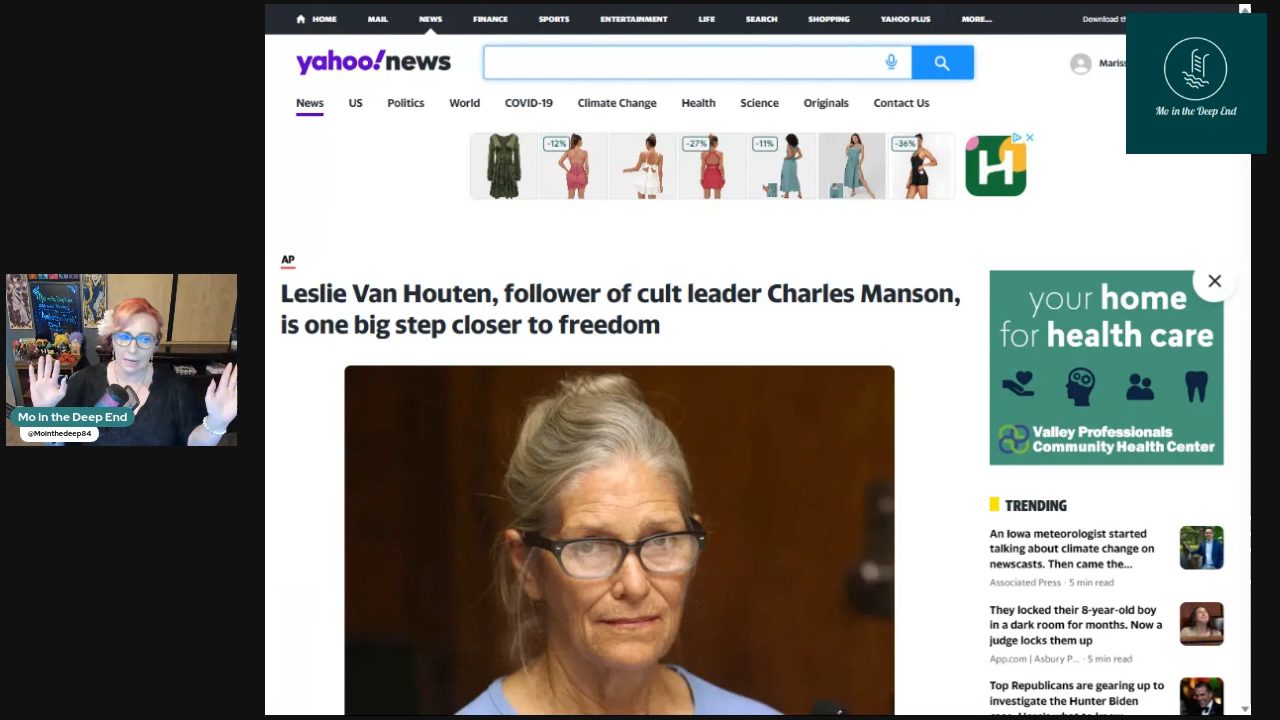 HOME MAIL NEWS FINANCE SPORTS ENTERTAINMENT LIFE SEARCH SHOPPING YAHOO PLUS MORE...
Download
yahoo!news
Mariss
Mo in the Deep End
News US Politics World COVID-19 Climate Change Health Science Originals Contact Us
-12%
-27%
-11%
-36%
H
AP
Leslie Van Houten, follower of cult leader Charles Manson,
is one big step closer to freedom
your home
for health care
Valley Professionals
Community Health Center
TRENDING
An Iowa meteorologist started
talking about climate change on
newscasts. Then came the...
Associated Press · 5 min read
They locked their 8-year-old boy
in a dark room for months. Now a
judge locks them up
App.com | Asbury P... · 5 min read
Top Republicans are gearing up to
investigate the Hunter Biden
Mo in the Deep End
@Mointhedeep84